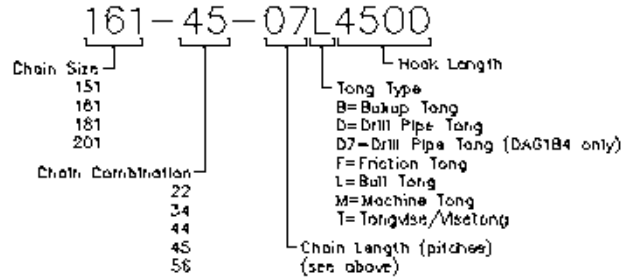 161-45-07L4500
Chain Size
151
161
181
201
Chain Combination
22
34
44
45
56
Hook Length
Tong Type
B=Bakup Tong
D=Drill Pipe Tong
D7-Drill Pipe Tong (DAG1B4 only)
F=Friction Tong
L=Bull Tong
M=Machine Tong
T=Tongvise/Visetong
Chain Length (pitches)
(see above)